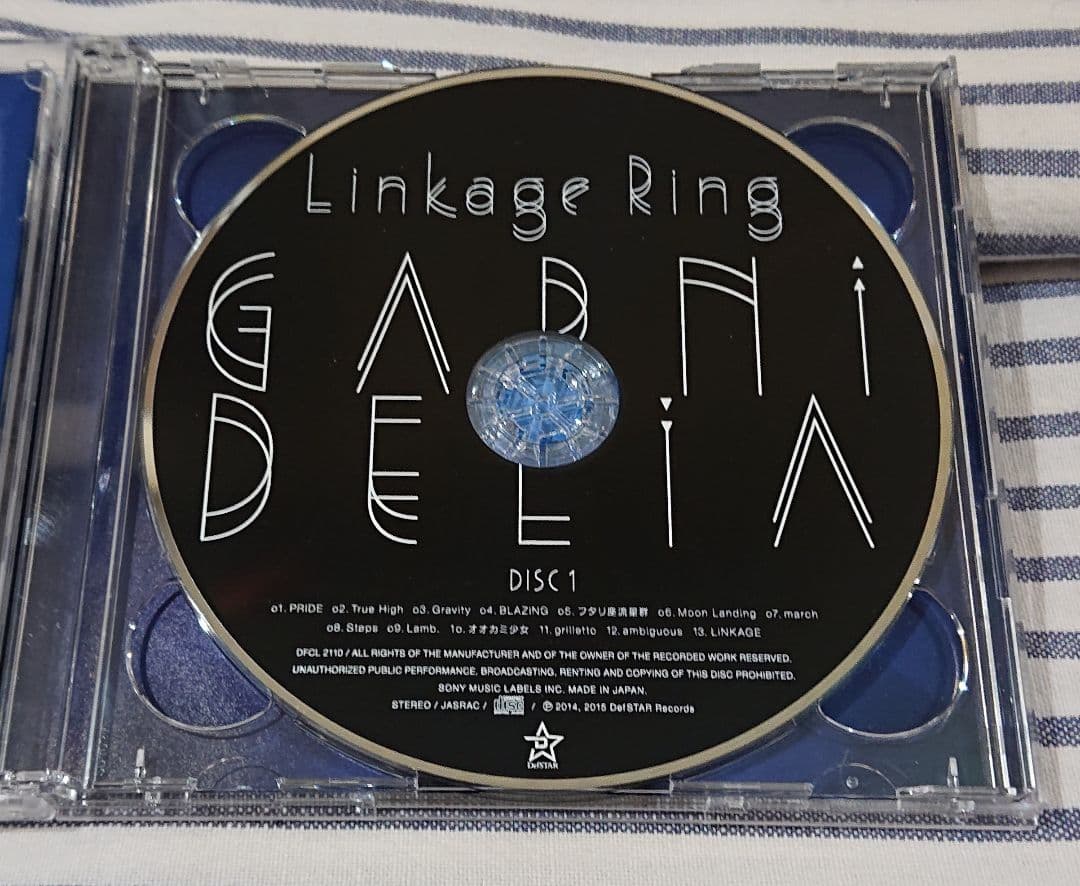 Linkage Ring
GARNi
DELiA
DISC 1
01. PRIDE 02. True High 03. Gravity 04. BLAZING 05. フタリ座流星群 06. Moon Landing 07. march
08. Steps 09. Lamb. 10. オオカミ少女 11. grilletto 12. ambiguous 13. LiNKAGE
DFCL 2110 / ALL RIGHTS OF THE MANUFACTURER AND OF THE OWNER OF THE RECORDED WORK RESERVED.
UNAUTHORIZED PUBLIC PERFORMANCE, BROADCASTING, RENTING AND COPYING OF THIS DISC PROHIBITED.
SONY MUSIC LABELS INC. MADE IN JAPAN.
STEREO / JASRAC / disc / ℗ 2014, 2015 DefSTAR Records
D
DefSTAR